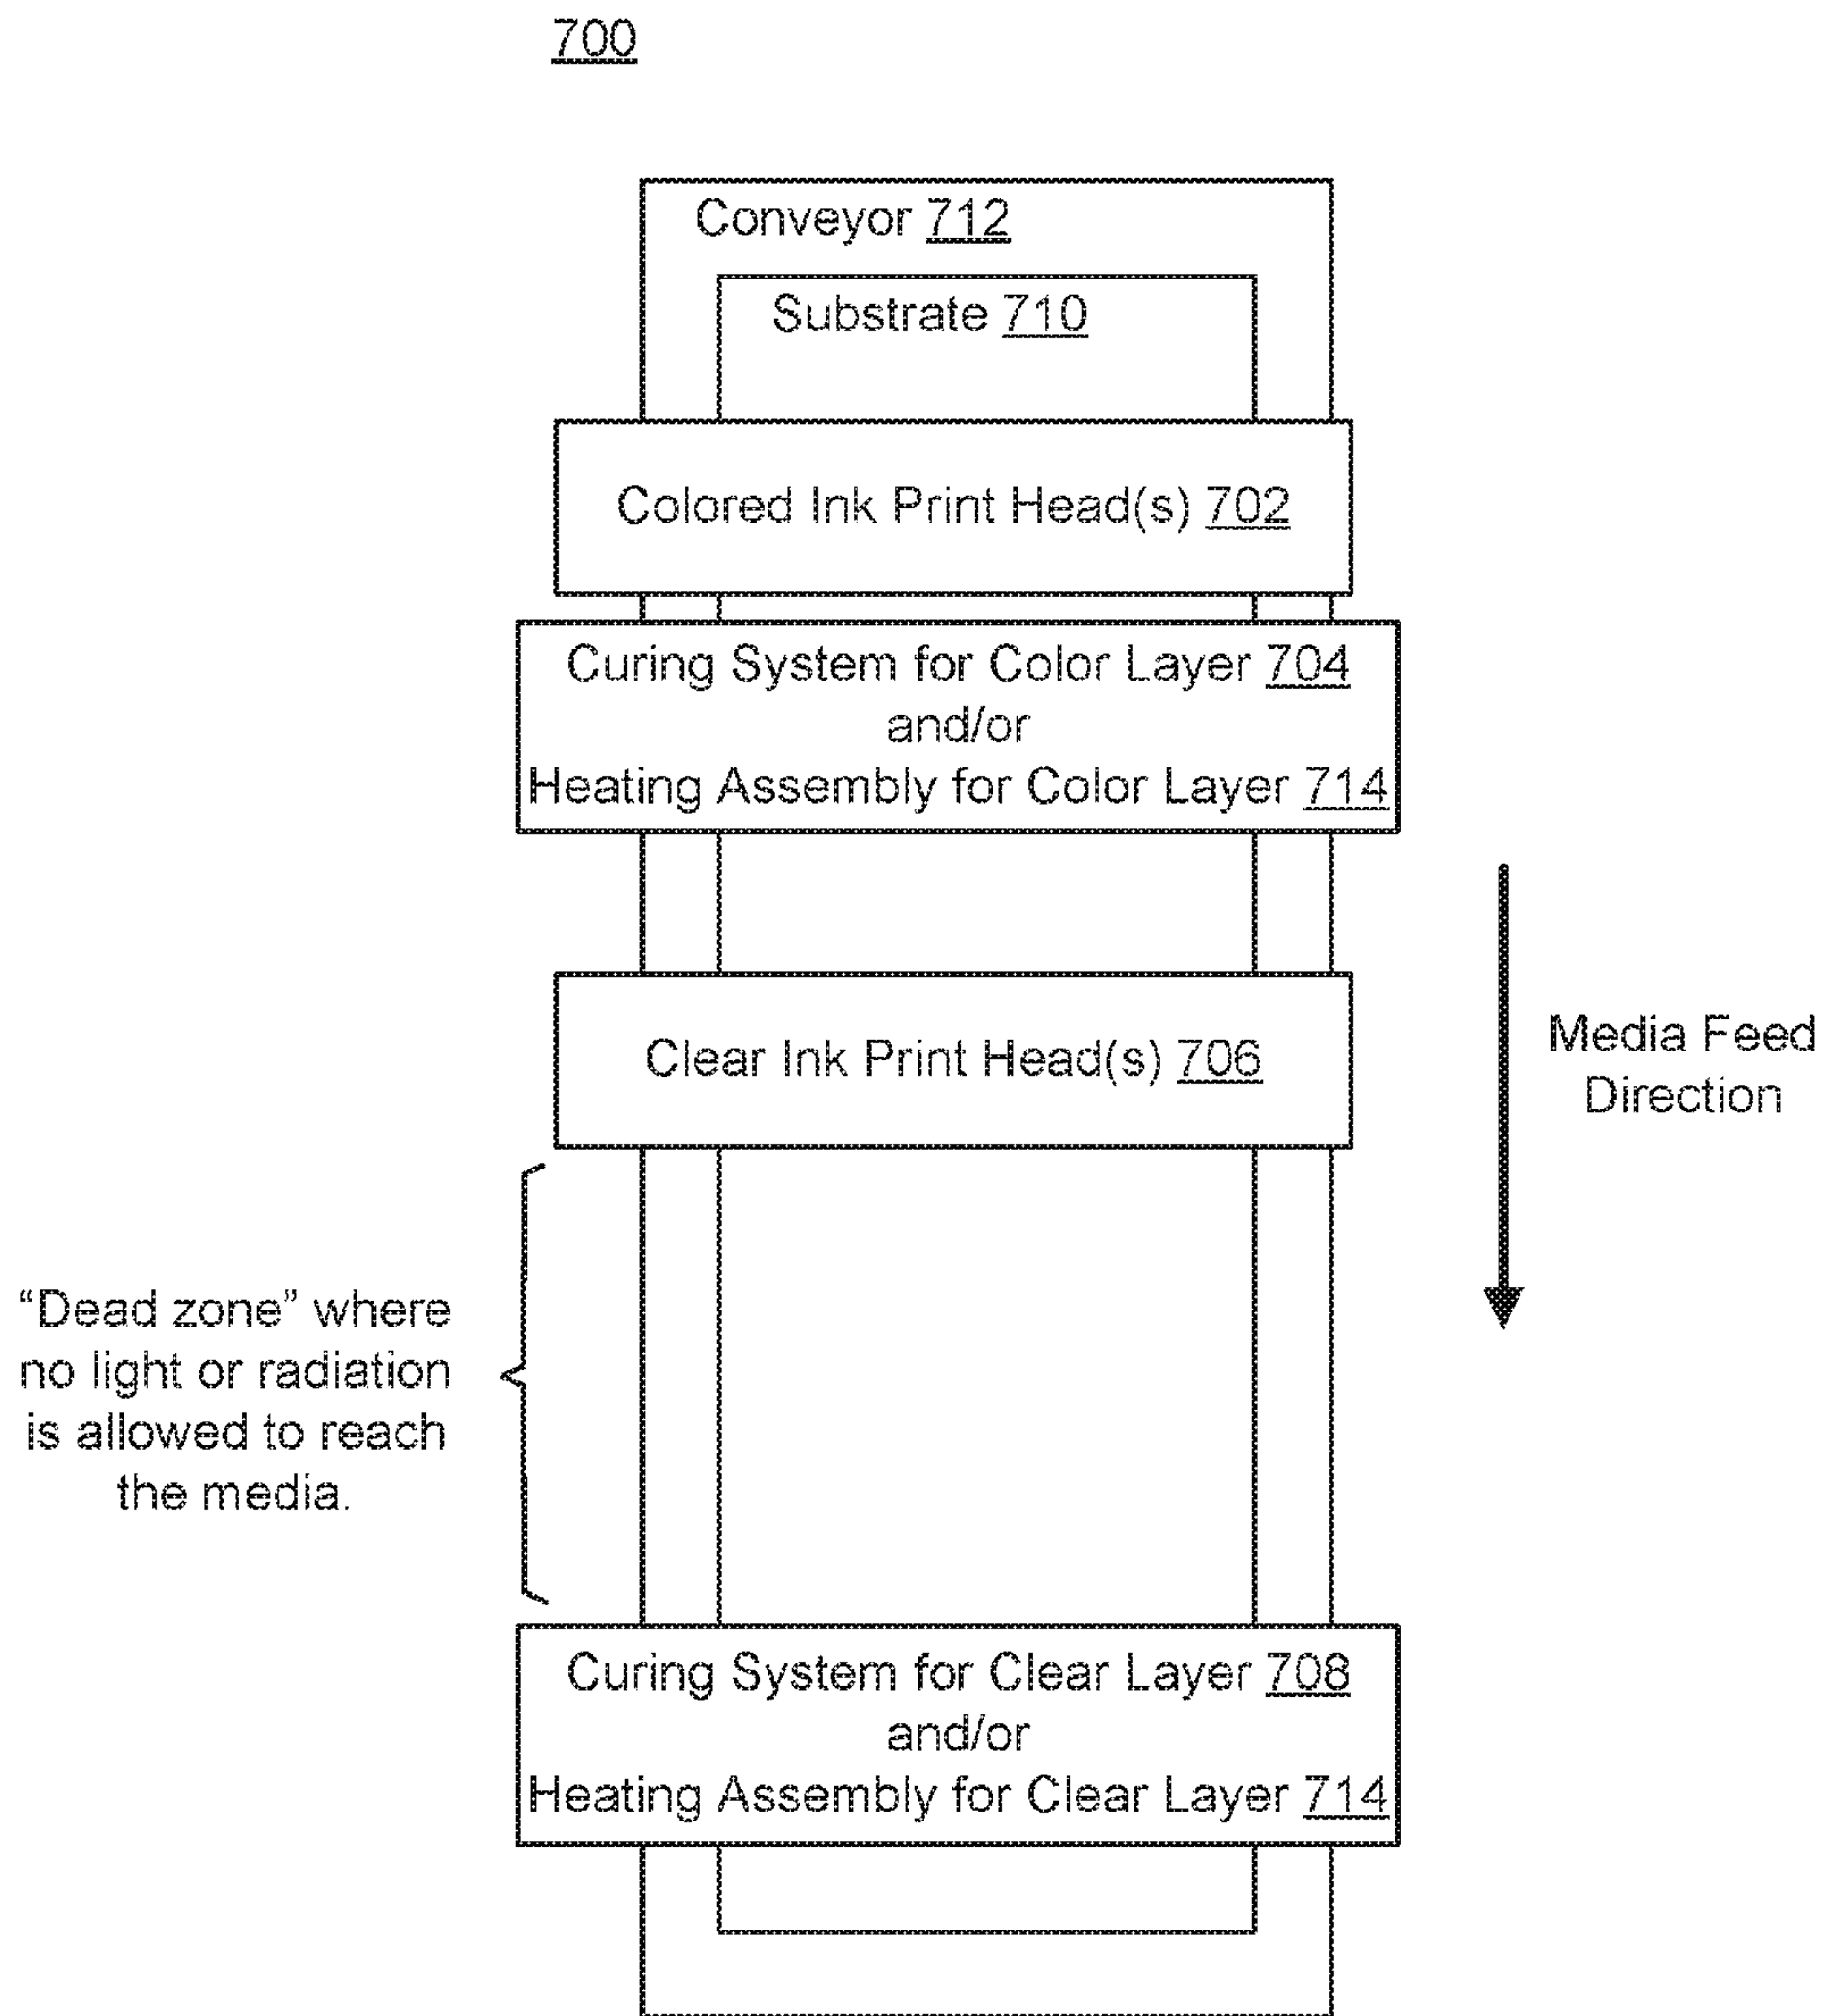 700
Conveyor 712
Substrate 710
Colored Ink Print Head(s) 702
Curing System for Color Layer 704
and/or
Heating Assembly for Color Layer 714
Clear Ink Print Head(s) 706
Media Feed
Direction
“Dead zone” where
no light or radiation
is allowed to reach
the media.
Curing System for Clear Layer 708
and/or
Heating Assembly for Clear Layer 714